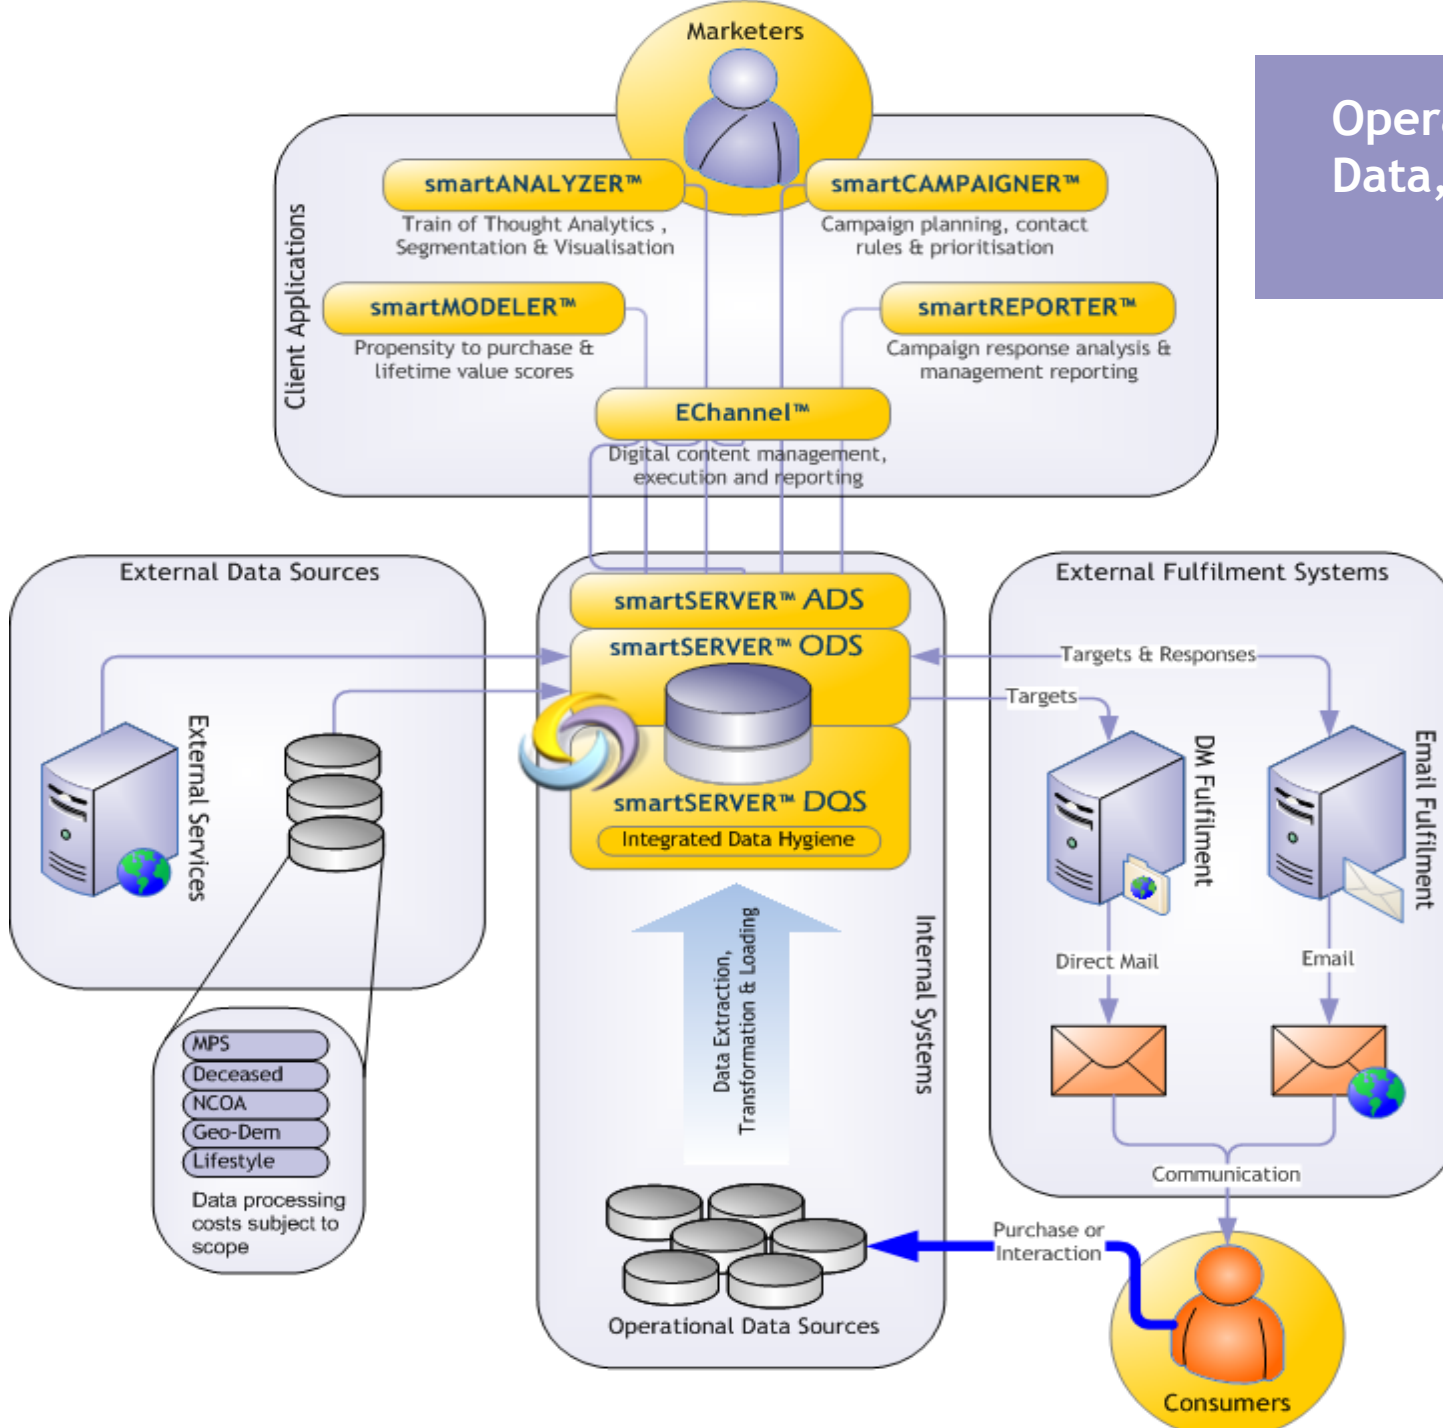 Marketers
Opera
Data,
smartANALYZER™
Train of Thought Analytics ,
Segmentation & Visualisation
smartCAMPAIGNER™
Campaign planning, contact
rules & prioritisation
Client Applications
smartMODELER™
Propensity to purchase &
lifetime value scores
smartREPORTER™
Campaign response analysis &
management reporting
EChannel™
Digital content management,
execution and reporting
External Data Sources
External Services
MPS
Deceased
NCOA
Geo-Dem
Lifestyle
Data processing
costs subject to
scope
smartSERVER™ ADS
smartSERVER™ ODS
smartSERVER™ DQS
Integrated Data Hygiene
Data Extraction,
Transformation & Loading
Internal Systems
Operational Data Sources
External Fulfilment Systems
Targets & Responses
Targets
DM Fulfilment
Email Fulfilment
Direct Mail
Email
Communication
Purchase or
Interaction
Consumers